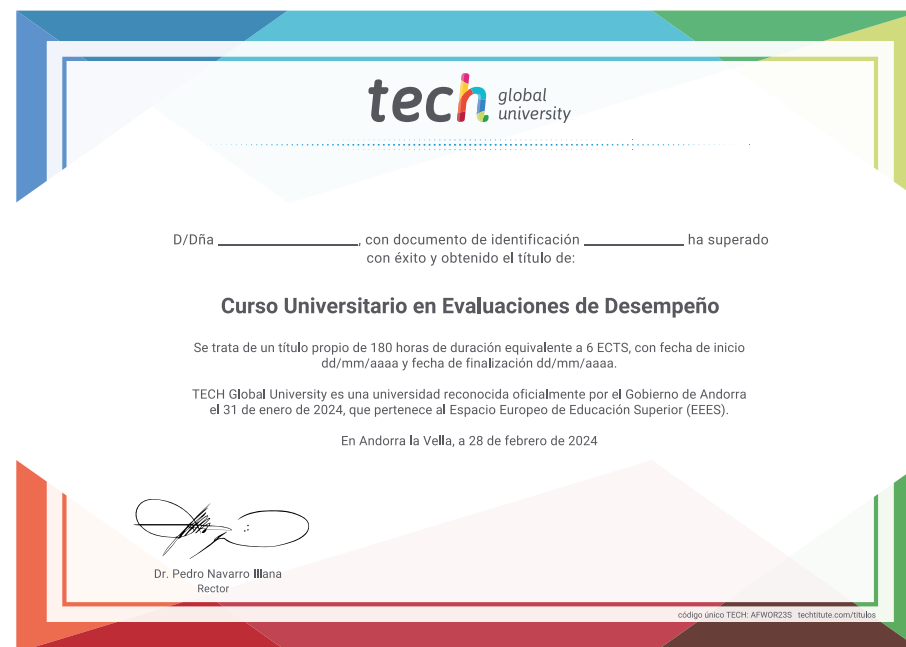 tech global university
D/Dña ____________________, con documento de identificación ______________ ha superado
con éxito y obtenido el título de:
Curso Universitario en Evaluaciones de Desempeño
Se trata de un título propio de 180 horas de duración equivalente a 6 ECTS, con fecha de inicio
dd/mm/aaaa y fecha de finalización dd/mm/aaaa.
TECH Global University es una universidad reconocida oficialmente por el Gobierno de Andorra
el 31 de enero de 2024, que pertenece al Espacio Europeo de Educación Superior (EEES).
En Andorra la Vella, a 28 de febrero de 2024
Dr. Pedro Navarro Illana
Rector
código único TECH: AFWOR23S techtitute.com/titulos